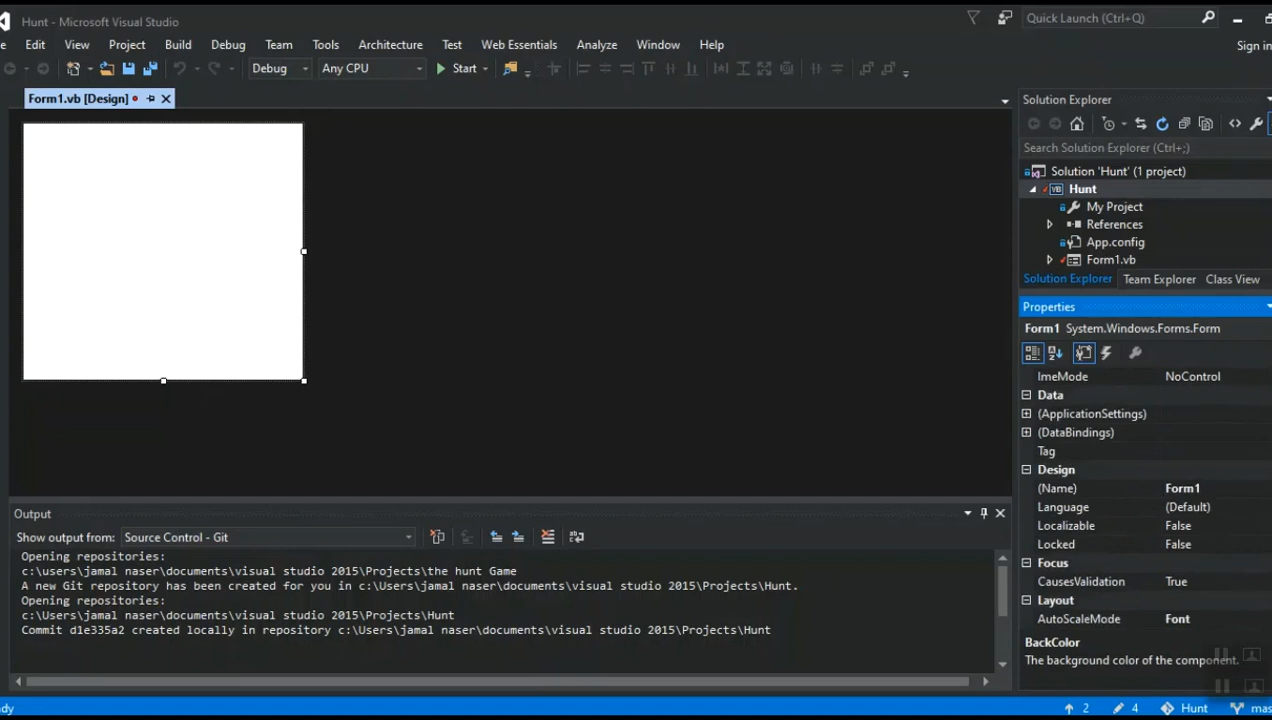 Hunt - Microsoft Visual Studio
Quick Launch (Ctrl+Q)
Edit View Project Build Debug Team Tools Architecture Test Web Essentials Analyze Window Help
Sign in
Debug Any CPU Start
Form1.vb [Design]
Solution Explorer
Search Solution Explorer (Ctrl+;)
Solution 'Hunt' (1 project)
VB Hunt
My Project
References
App.config
Form1.vb
Solution Explorer Team Explorer Class View
Properties
Form1 System.Windows.Forms.Form
ImeMode NoControl
Data
(ApplicationSettings)
(DataBindings)
Tag
Design
(Name) Form1
Language (Default)
Localizable False
Locked False
Focus
CausesValidation True
Layout
AutoScaleMode Font
BackColor
The background color of the component.
Output
Show output from: Source Control - Git
Opening repositories:
c:\users\jamal naser\documents\visual studio 2015\Projects\the hunt Game
A new Git repository has been created for you in c:\Users\jamal naser\documents\visual studio 2015\Projects\Hunt.
Opening repositories:
c:\Users\jamal naser\documents\visual studio 2015\Projects\Hunt
Commit d1e335a2 created locally in repository c:\Users\jamal naser\documents\visual studio 2015\Projects\Hunt
dy 2 4 Hunt mas